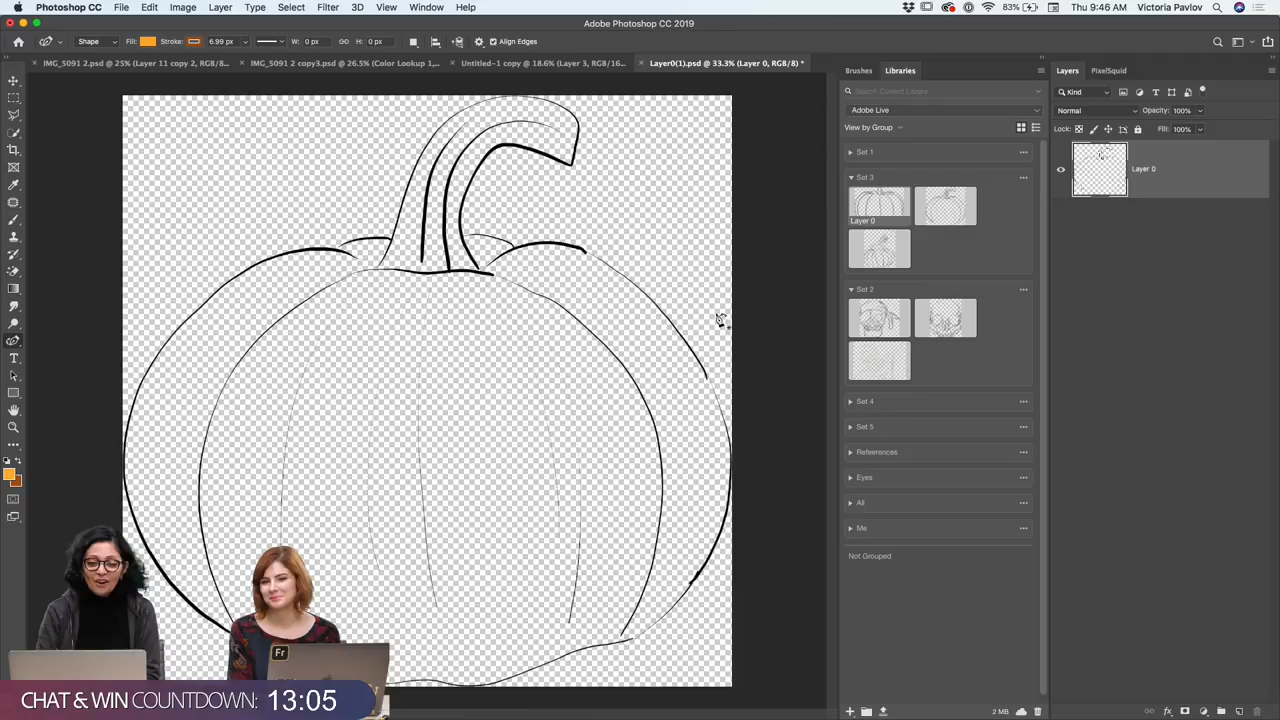 Photoshop CC File Edit Image Layer Type Select Filter 3D View Window Help 83% Thu 9:46 AM Victoria Pavlov
Adobe Photoshop CC 2019
Shape Fill: Stroke: 6.99 px W: 0 px H: 0 px Align Edges
IMG_5091 2.psd @ 25% (Layer 11 copy 2, RGB/8... IMG_5091 2 copy3.psd @ 26.5% (Color Lookup 1,... Untitled-1 copy @ 18.6% (Layer 3, RGB/16... Layer0(1).psd @ 33.3% (Layer 0, RGB/8) *
Brushes Libraries
Search Current Library
Adobe Live
View by Group
Set 1
Set 3
Layer 0
Set 2
Set 4
Set 5
Refeerences
Eyes
All
Me
Not Grouped
2 MB
Layers PixelSquid
Kind
Normal Opacity: 100%
Lock: Fill: 100%
Layer 0
fx
Fr
CHAT & WIN COUNTDOWN: 13:05